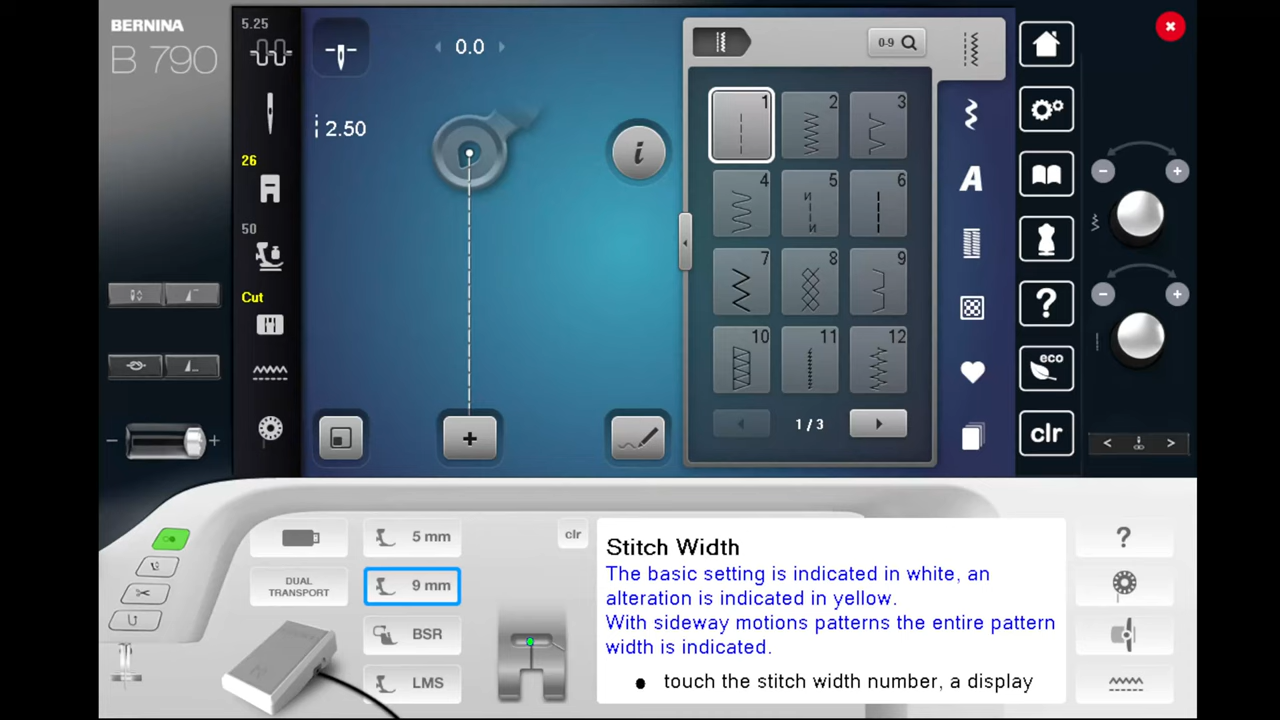 BERNINA
B 790
5.25
0.0
2.50
26
50
Cut
i
0-9
1
2
3
4
5
6
7
8
9
10
11
12
1 / 3
A
?
eco
clr
DUAL
TRANSPORT
5 mm
9 mm
BSR
LMS
clr
Stitch Width
The basic setting is indicated in white, an
alteration is indicated in yellow.
With sideway motions patterns the entire pattern
width is indicated.
● touch the stitch width number, a display
?